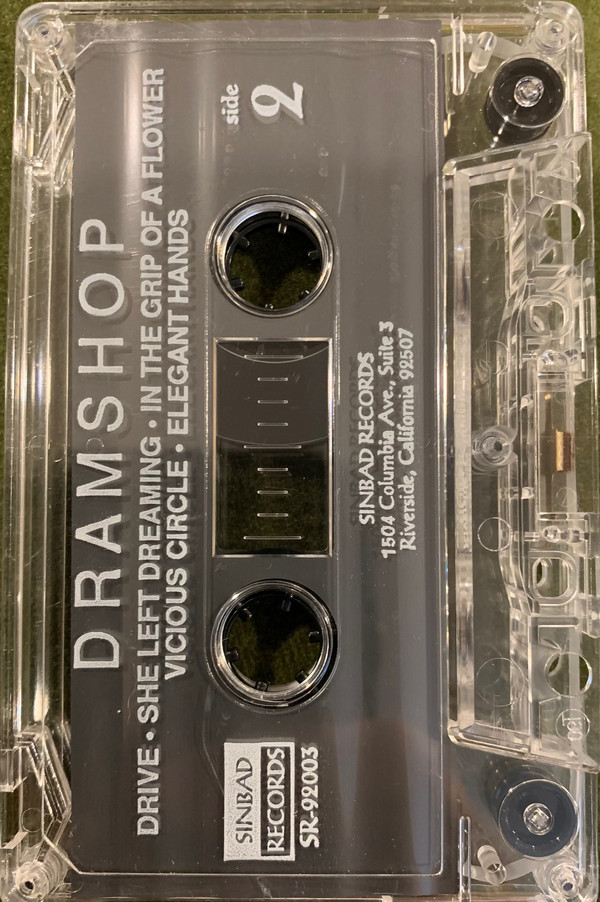 DRAMSHOP
DRIVE • SHE LEFT DREAMING • IN THE GRIP OF A FLOWER
VICIOUS CIRCLE • ELEGANT HANDS
SINBAD
RECORDS
SR-92003
side
2
SINBAD RECORDS
1504 Columbia Ave., Suite 3
Riverside, California 92507